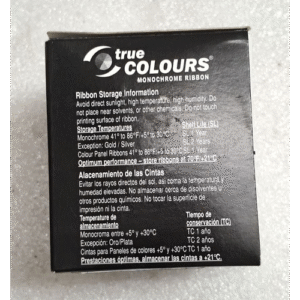 true
COLOURS®
MONOCHROME RIBBON
Ribbon Storage Information
Avoid direct sunlight, high temperature, high humidity. Do
not place near solvents, or other chemicals. Do not touch
printing surface of ribbon.
Storage Temperatures Shelf Life (SL)
Monochrome 41° to 86°F +5 to 30°C SL 1 Year
Exception: Gold / Silver SL 2 Years
Colour Panel Ribbons 41° to 86°F +5 to 30°C SL 1 Year
Optimum performance – store ribbons at 70°F +21°C
Alacenamiento de las Cintas
Evitar los rayos directos del sol, así como la temperatura y
humedad elevadas. No almacenar cerca de disolventes u
otros productos químicos. No tocar la superficie de
impresión de la cinta.
Temperatura de Tiempo de
almacenamiento conservación (TC)
Monocroma entre +5° y +30°C TC 1 año
Excepción: Oro/Plata TC 2 años
Cintas para Paneles de colores +5° y +30°C TC 1 año
Prestaciones óptimas, almacenar las cintas a +21°C.